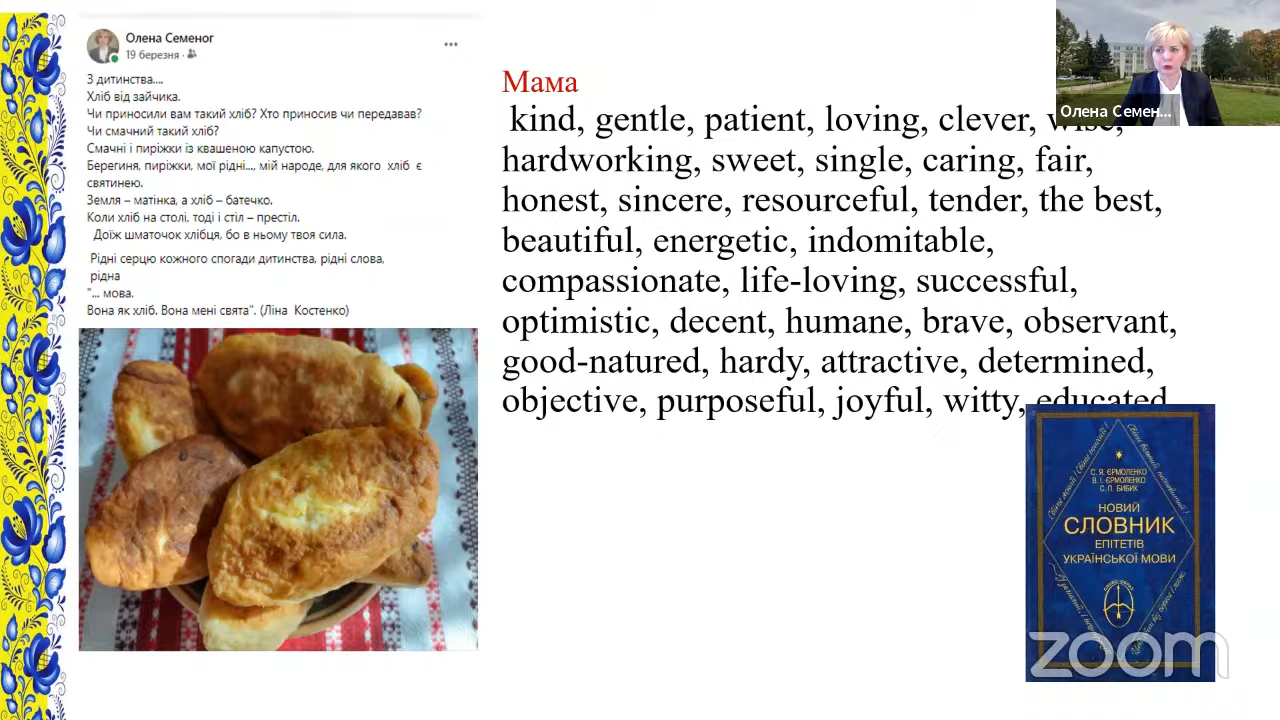 Олена Семеног
19 березня
З дитинства....
Хліб від зайчика.
Чи приносили вам такий хліб? Хто приносив чи передавав?
Чи смачний такий хліб?
Смачні і пиріжки із квашеною капустою.
Берегиня, пиріжки, мої рідні..., мій народе, для якого хліб є
святинею.
Земля – матінка, а хліб – батечко.
Коли хліб на столі, тоді і стіл – престіл.
Доїж шматочок хлібця, бо в ньому твоя сила.
Рідні серцю кожного спогади дитинства, рідні слова,
рідна
"... мова.
Вона як хліб. Вона мені свята". (Ліна Костенко)
Мама
kind, gentle, patient, loving, clever, wise,
hardworking, sweet, single, caring, fair,
honest, sincere, resourceful, tender, the best,
beautiful, energetic, indomitable,
compassionate, life-loving, successful,
optimistic, decent, humane, brave, observant,
good-natured, hardy, attractive, determined,
objective, purposeful, joyful, witty, educated
Олена Семен...
С. Я. ЄРМОЛЕНКО
В. І. ЄРМОЛЕНКО
С. П. БИБИК
НОВИЙ
СЛОВНИК
ЕПІТЕТІВ
УКРАЇНСЬКОЇ МОВИ
zoom